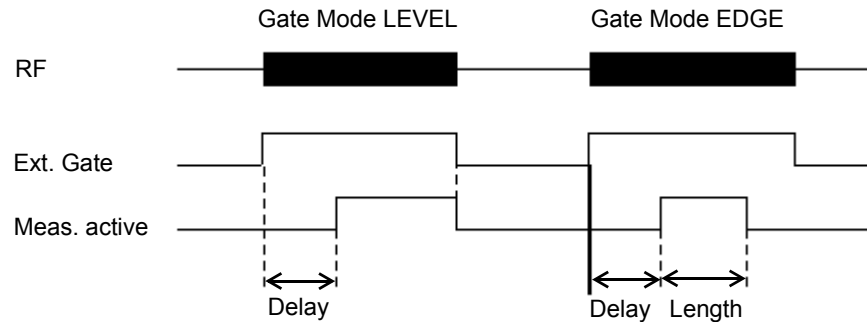 Gate Mode LEVEL Gate Mode EDGE
RF
Ext. Gate
Meas. active
Delay Delay Length